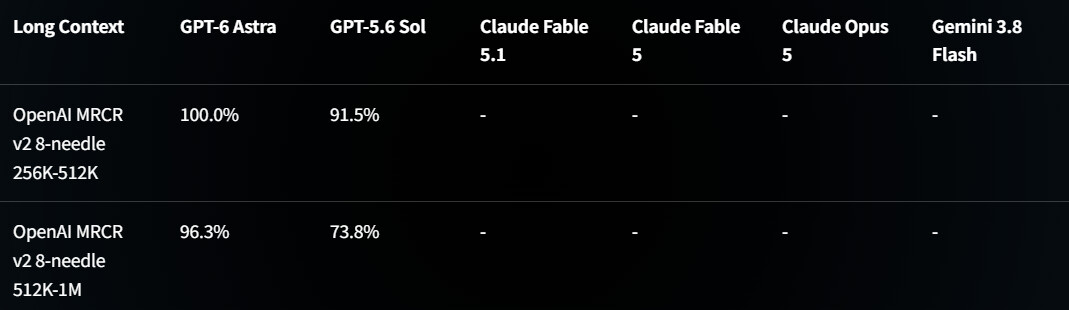 Long Context GPT-6 Astra GPT-5.6 Sol Claude Fable 5.1 Claude Fable 5 Claude Opus 5 Gemini 3.8 Flash
OpenAI MRCR v2 8-needle 256K-512K 100.0% 91.5% - - - -
OpenAI MRCR v2 8-needle 512K-1M 96.3% 73.8% - - - -